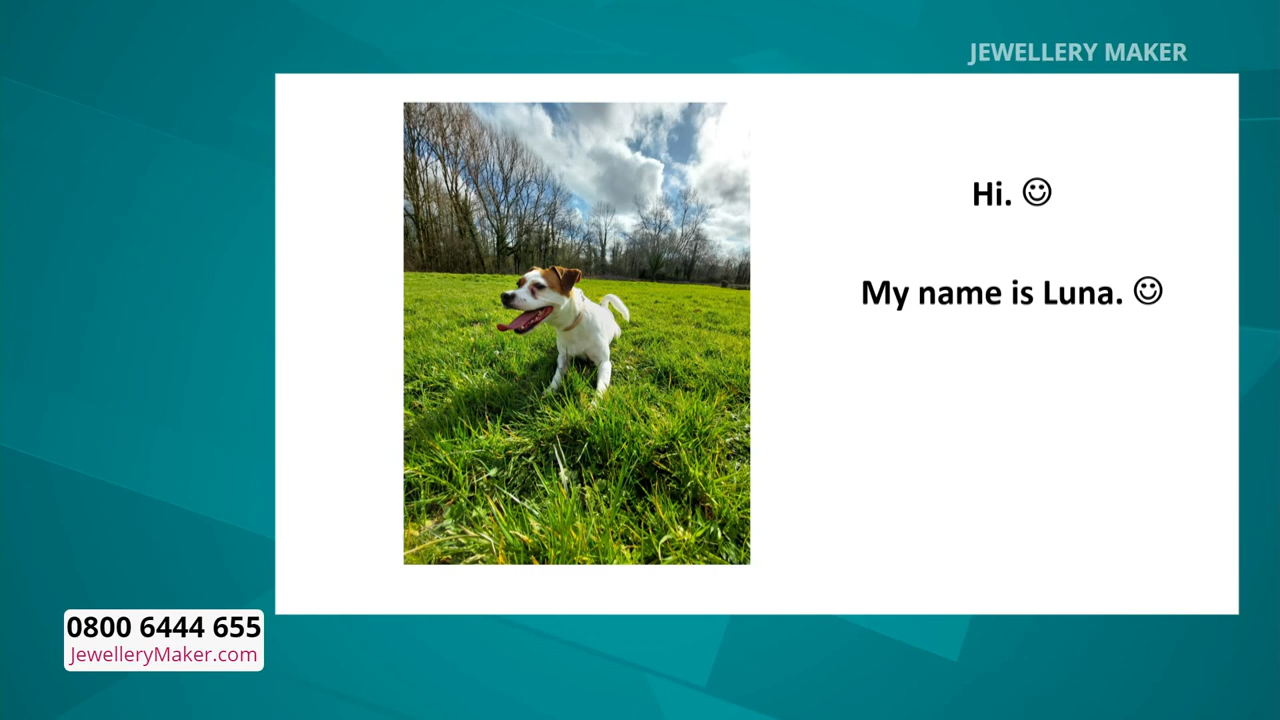 JEWELLERY MAKER
Hi. ☺
My name is Luna. ☺
0800 6444 655
JewelleryMaker.com